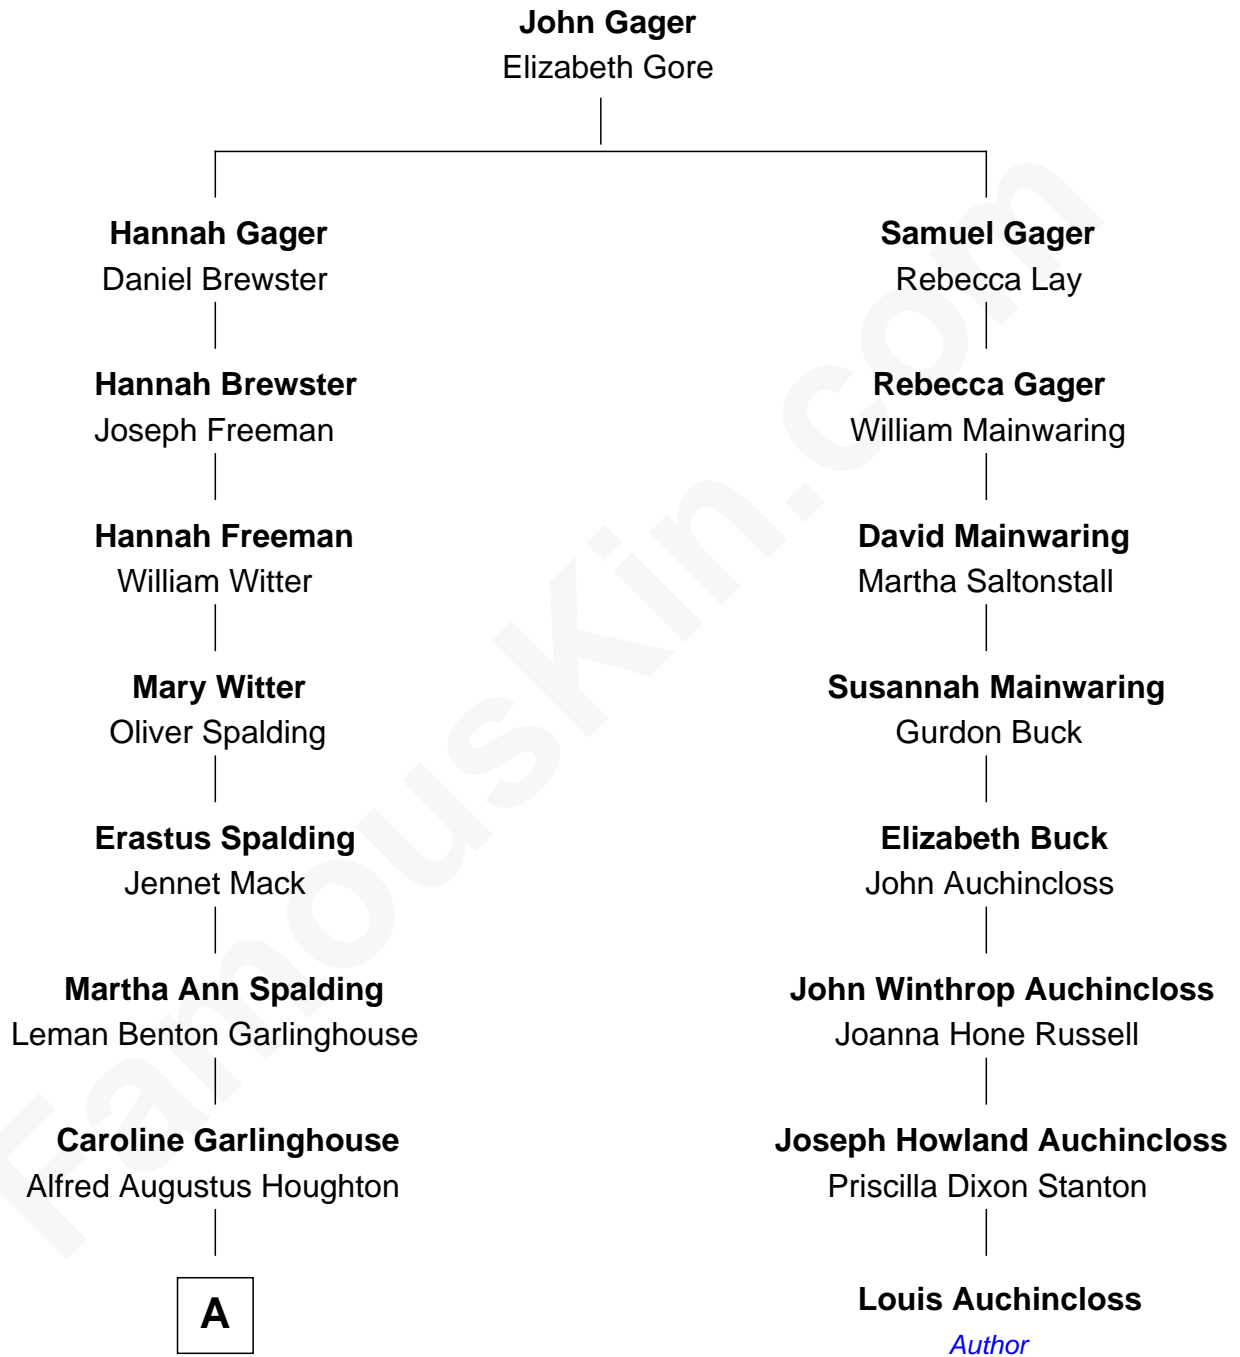 John Gager
Elizabeth Gore
Hannah Gager
Daniel Brewster
Samuel Gager
Rebecca Lay
Hannah Brewster
Joseph Freeman
Rebecca Gager
William Mainwaring
Hannah Freeman
William Witter
David Mainwaring
Martha Saltonstall
Mary Witter
Oliver Spalding
Susannah Mainwaring
Gurdon Buck
Erastus Spalding
Jennet Mack
Elizabeth Buck
John Auchincloss
Martha Ann Spalding
Leman Benton Garlinghouse
John Winthrop Auchincloss
Joanna Hone Russell
Caroline Garlinghouse
Alfred Augustus Houghton
Joseph Howland Auchincloss
Priscilla Dixon Stanton
A
Louis Auchincloss
Author
FamousKin.com